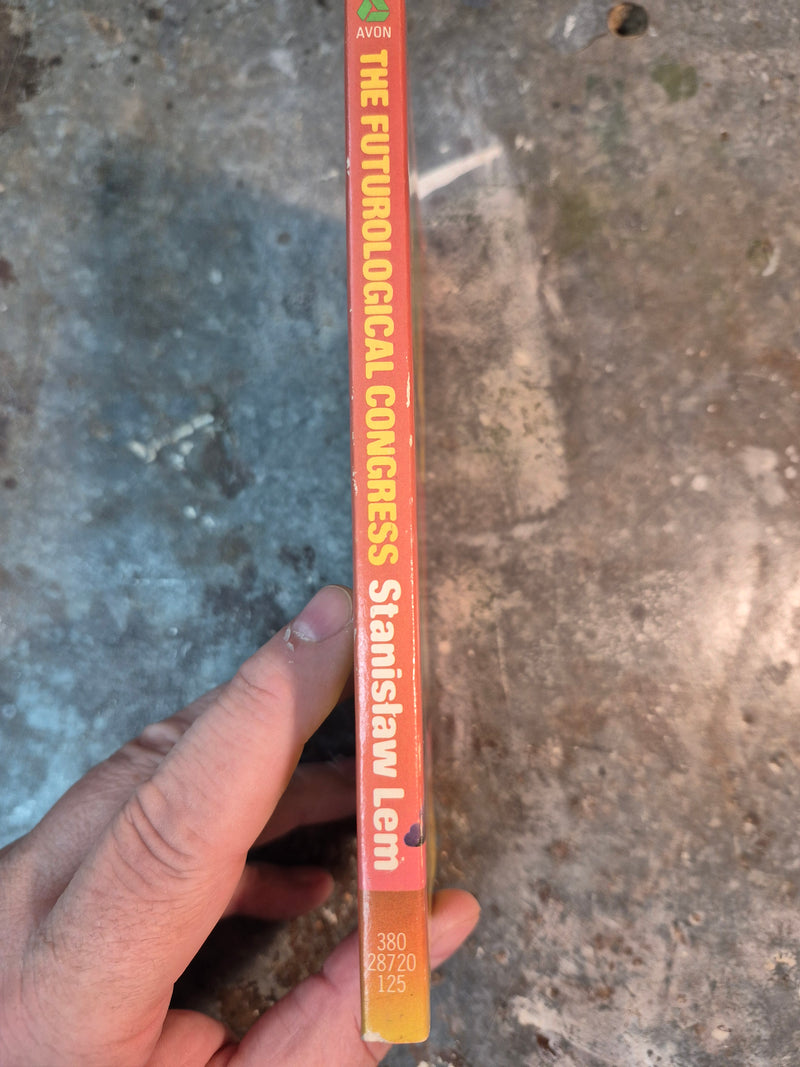 AVON
THE FUTUROLOGICAL CONGRESS Stanisław Lem
380
28720
125